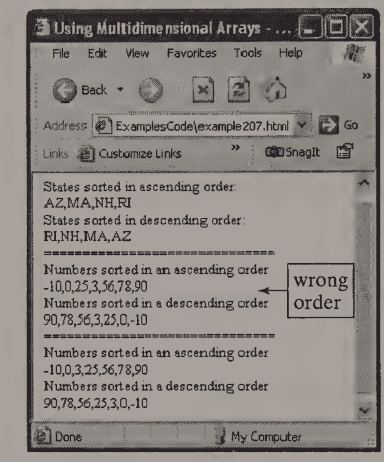 Using Multidimensional Arrays - ...
File Edit View Favorites Tools Help
Back
Address ExamplesCode\example207.html Go
Links Customize Links » SnagIt
States sorted in ascending order:
AZ,MA,NH,RI
States sorted in descending order:
RI,NH,MA,AZ
==============================
Numbers sorted in an ascending order
-10,0,25,3,56,78,90
Numbers sorted in a descending order
90,78,56,3,25,0,-10
==============================
Numbers sorted in an ascending order
-10,0,3,25,56,78,90
Numbers sorted in a descending order
90,78,56,25,3,0,-10
wrong
order
Done My Computer